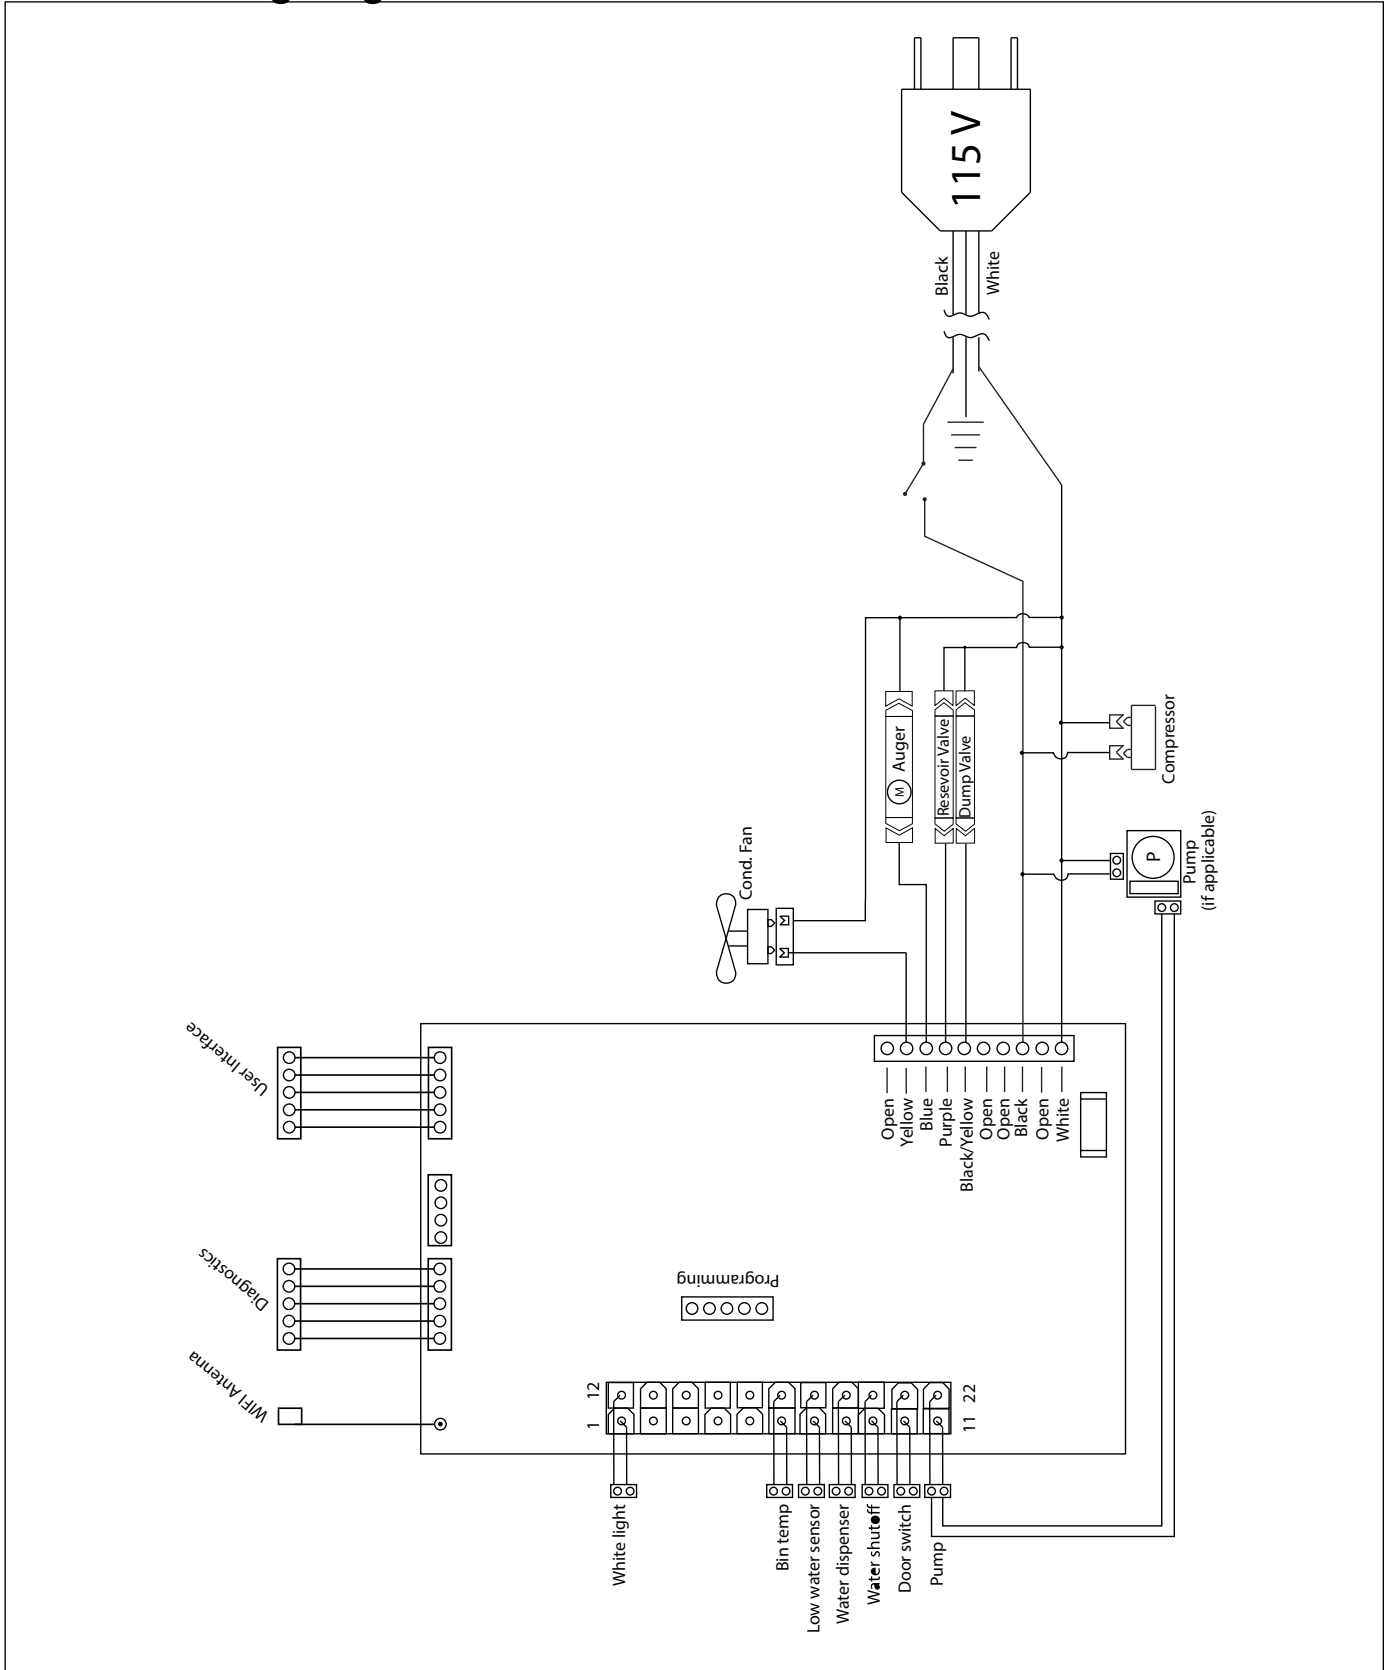 115 V
Black
White
Auger
M
Resevoir Valve
Dump Valve
Cond. Fan
Compressor
P
Pump
(if applicable)
User Interface
Diagnostics
WIFI Antenna
Open
Yellow
Blue
Purple
Black/Yellow
Open
Open
Black
Open
White
Programming
1
12
11
22
White light
Bin temp
Low water sensor
Water dispenser
Water shutoff
Door switch
Pump